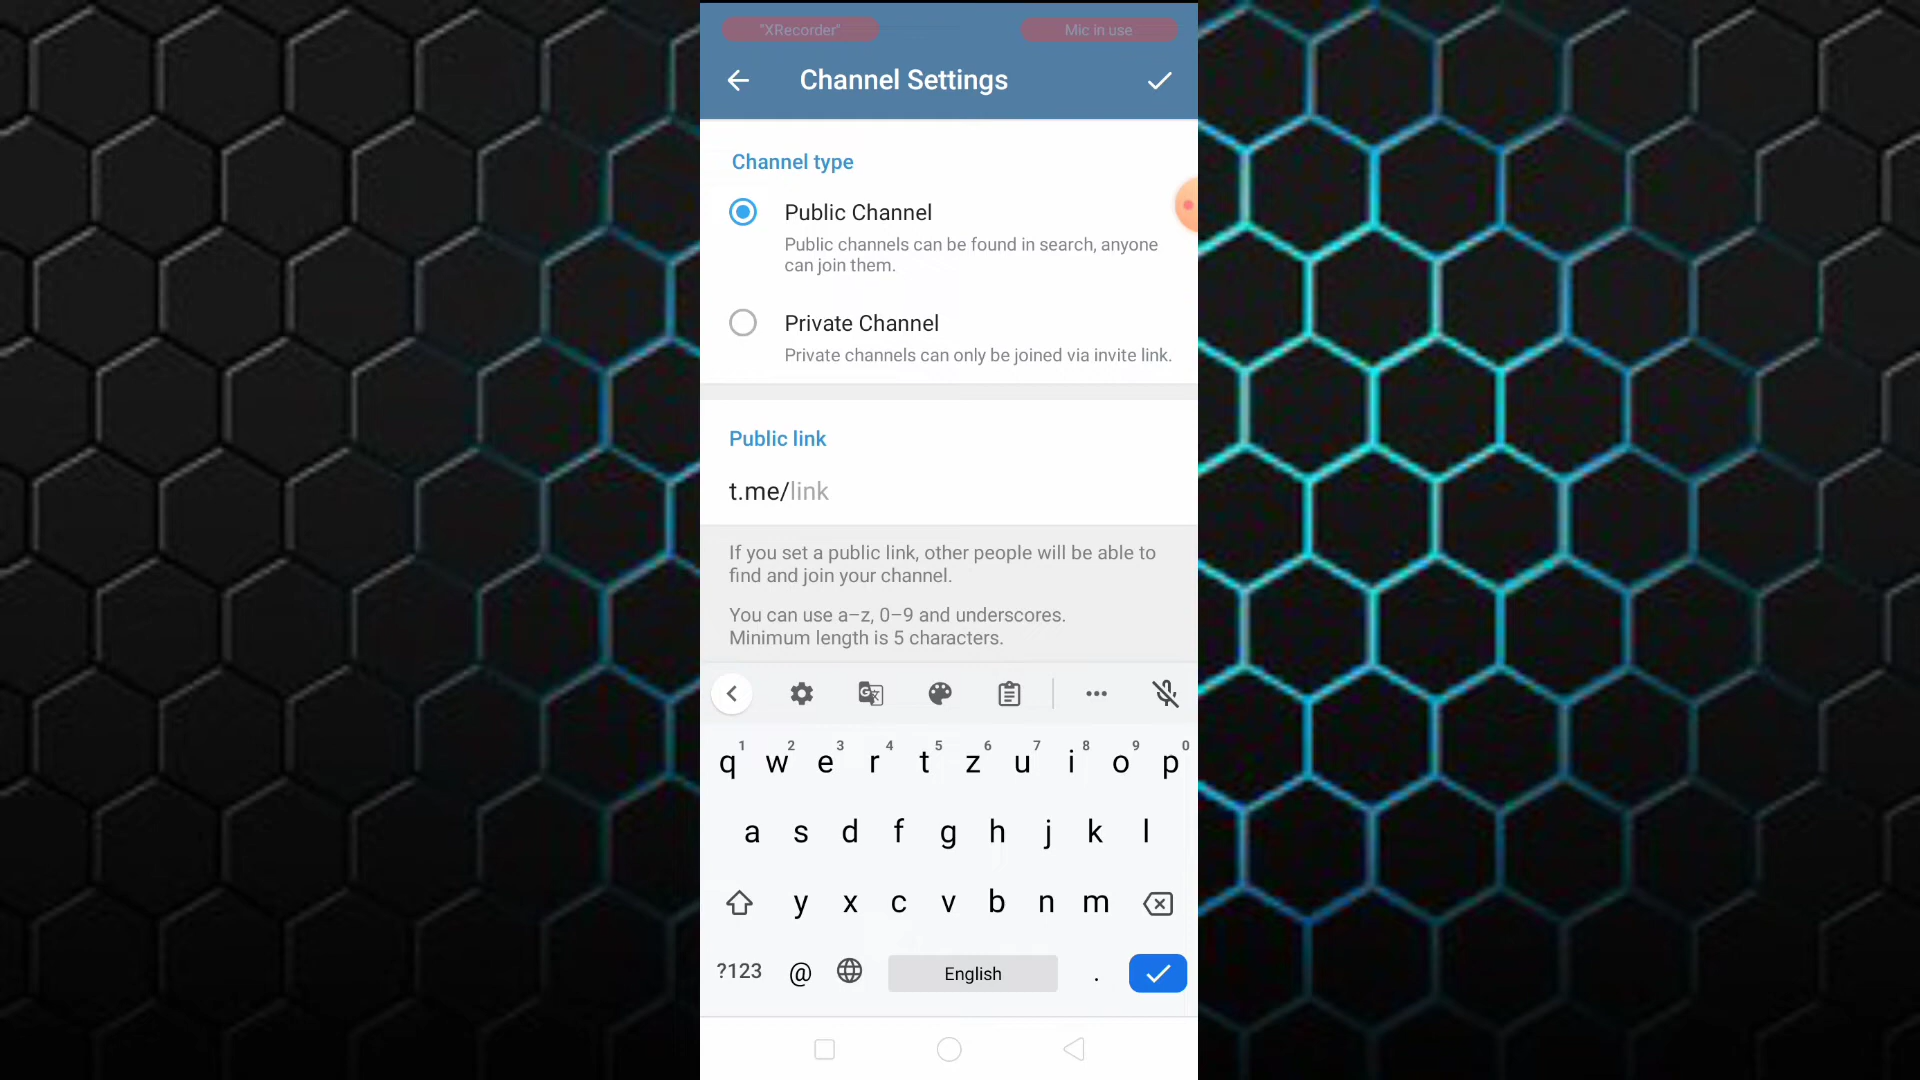 "XRecorder"
Mic in use
Channel Settings
Channel type
Public Channel
Public channels can be found in search, anyone
can join them.
Private Channel
Private channels can only be joined via invite link.
Public link
t.me/link
If you set a public link, other people will be able to
find and join your channel.
You can use a–z, 0–9 and underscores.
Minimum length is 5 characters.
1 2 3 4 5 6 7 8 9 0
q w e r t z u i o p
a s d f g h j k l
y x c v b n m
?123 @ English .